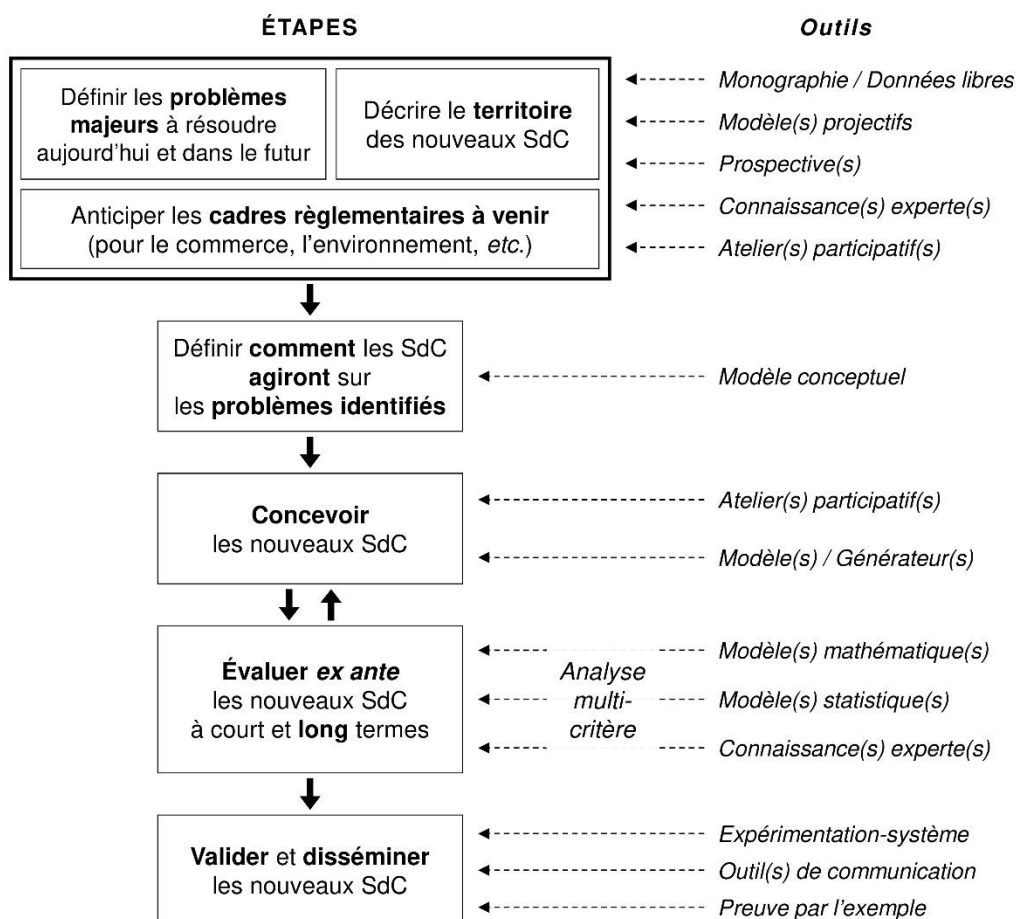 ÉTAPES
Outils
Définir les problèmes
majeurs à résoudre
aujourd'hui et dans le futur
Décrire le territoire
des nouveaux SdC
Anticiper les cadres règlementaires à venir
(pour le commerce, l'environnement, etc.)
Monographie / Données libres
Modèle(s) projectifs
Prospective(s)
Connaissance(s) experte(s)
Atelier(s) participatif(s)
Définir comment les SdC
agiront sur
les problèmes identifiés
Modèle conceptuel
Concevoir
les nouveaux SdC
Atelier(s) participatif(s)
Modèle(s) / Générateur(s)
Évaluer ex ante
les nouveaux SdC
à court et long termes
Analyse
multi-
critère
Modèle(s) mathématique(s)
Modèle(s) statistique(s)
Connaissance(s) experte(s)
Valider et disséminer
les nouveaux SdC
Expérimentation-système
Outil(s) de communication
Preuve par l'exemple